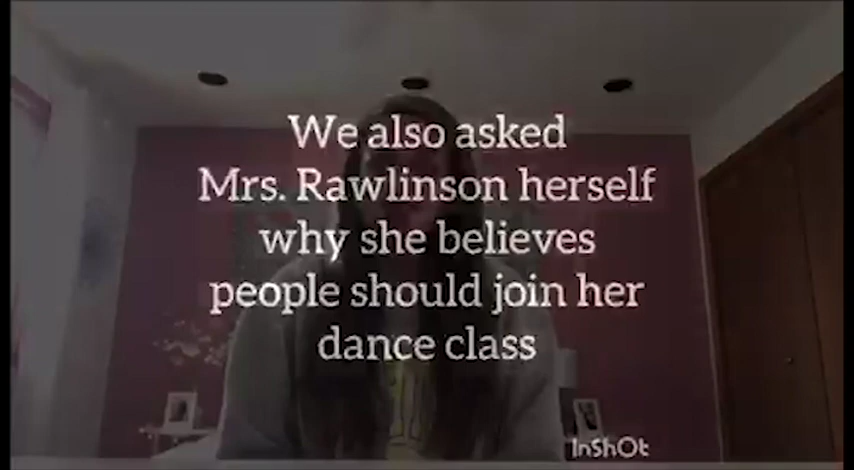 We also asked
Mrs. Rawlinson herself
why she believes
people should join her
dance class
InShOt